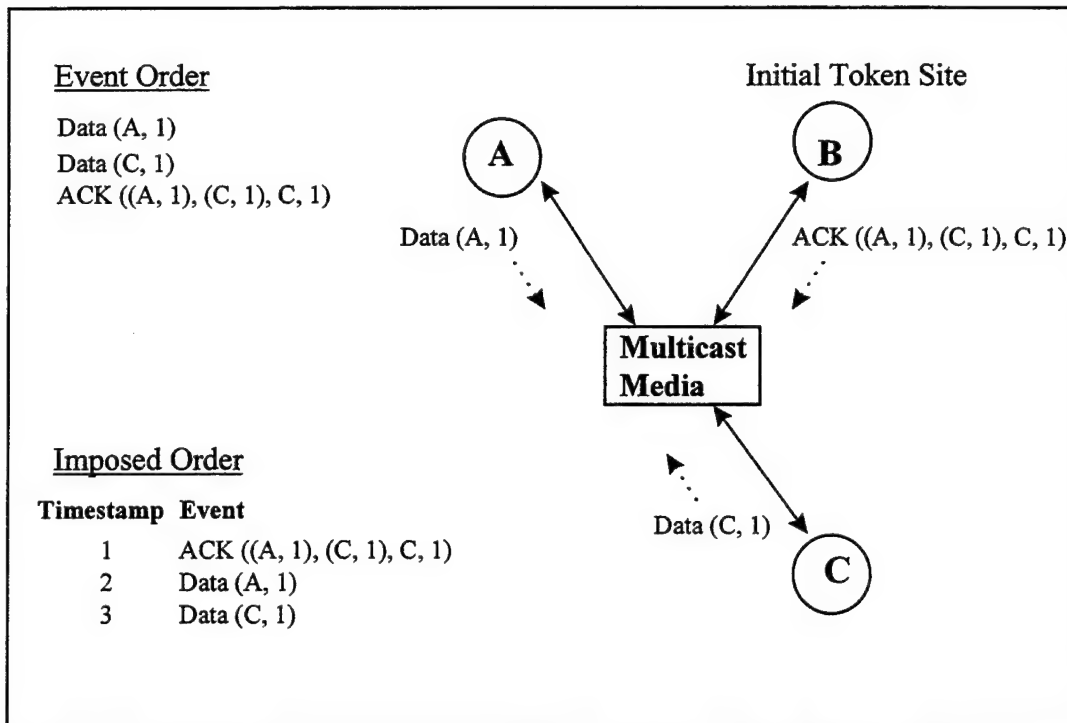 Event Order
Data (A, 1)
Data (C, 1)
ACK ((A, 1), (C, 1), C, 1)
Initial Token Site
A
B
Data (A, 1)
ACK ((A, 1), (C, 1), C, 1)
Multicast
Media
Data (C, 1)
C
Imposed Order
Timestamp Event
1 ACK ((A, 1), (C, 1), C, 1)
2 Data (A, 1)
3 Data (C, 1)